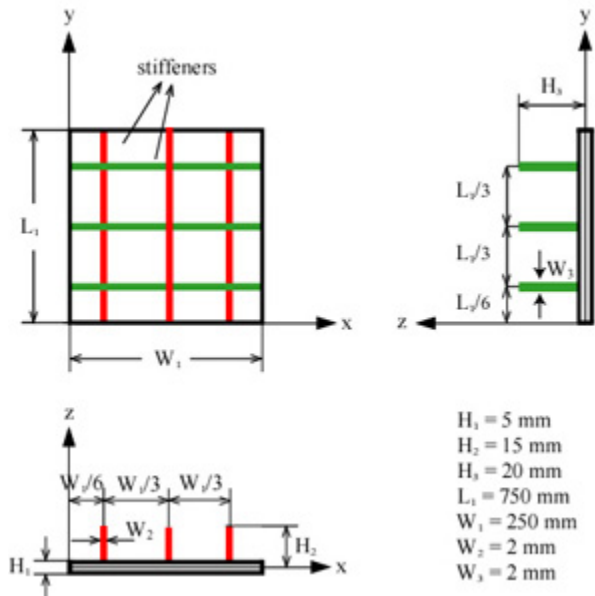 y
stiffeners
L₁
x
W₁
y
H₃
L₁/3
L₁/3
W₃
L₁/6
z
z
W₁/6
W₁/3
W₁/3
W₂
H₂
H₁
x
H₁ = 5 mm
H₂ = 15 mm
H₃ = 20 mm
L₁ = 750 mm
W₁ = 250 mm
W₂ = 2 mm
W₃ = 2 mm